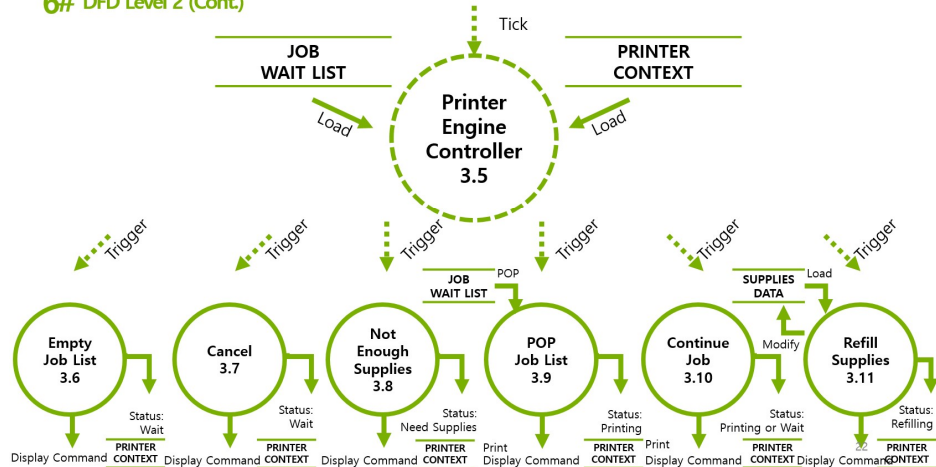 6# DFD Level 2 (Cont.)
Tick
JOB
WAIT LIST
PRINTER
CONTEXT
Load
Load
Printer
Engine
Controller
3.5
Trigger
Trigger
Trigger
Trigger
Trigger
Trigger
JOB
WAIT LIST
POP
SUPPLIES
DATA
Load
Modify
Empty
Job List
3.6
Cancel
3.7
Not
Enough
Supplies
3.8
POP
Job List
3.9
Continue
Job
3.10
Refill
Supplies
3.11
Status:
Wait
Status:
Wait
Status:
Need Supplies
Status:
Printing
Status:
Printing or Wait
Status:
Refilling
Display Command
PRINTER
CONTEXT
Display Command
PRINTER
CONTEXT
Display Command
PRINTER
CONTEXT
Print
Display Command
PRINTER
CONTEXT
Print
Display Command
PRINTER
CONTEXT
Display Command
PRINTER
CONTEXT
22